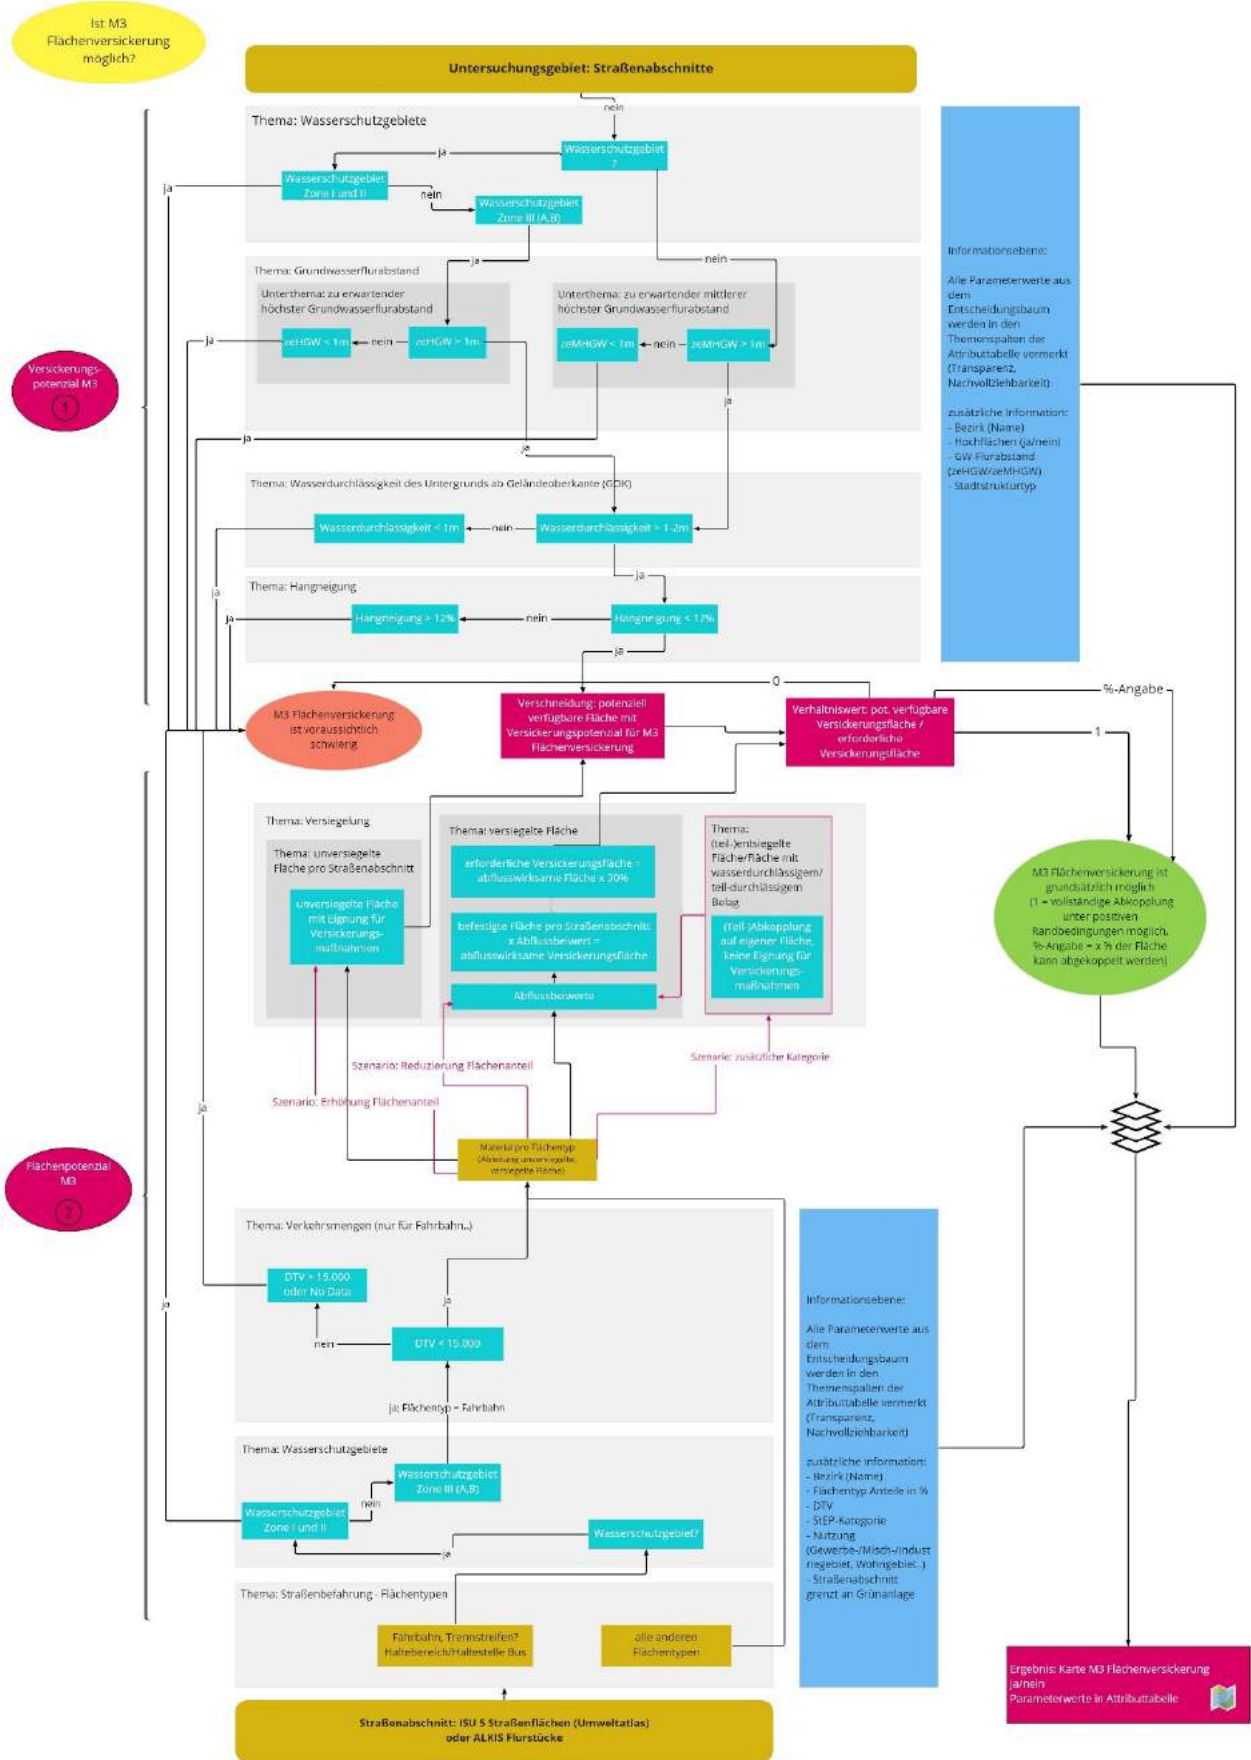 Ist M3
Flächenversickerung
möglich?
Untersuchungsgebiet: Straßenabschnitte
nein
Thema: Wasserschutzgebiete
Wasserschutzgebiet
?
ja
Wasserschutzgebiet
Zone I und II
ja
nein
Wasserschutzgebiet
Zone III (A,B)
ja
nein
Thema: Grundwasserflurabstand
Unterthema: zu erwartender
höchster Grundwasserflurabstand
zeHGW < 1m
nein
zeHGW > 1m
ja
Unterthema: zu erwartender mittlerer
höchster Grundwasserflurabstand
zeMHGW < 1m
nein
zeMHGW > 1m
ja
ja
ja
Versickerungs-
potenzial M3
1
Thema: Wasserdurchlässigkeit des Untergrunds ab Geländeoberkante (GOK)
Wasserdurchlässigkeit < 1m
nein
Wasserdurchlässigkeit > 1-2m
ja
ja
Thema: Hangneigung
ja
Hangneigung > 12%
nein
Hangneigung < 12%
ja
Informationsebene:
Alle Parameterwerte aus
dem
Entscheidungsbaum
werden in den
Themenspalten der
Attributtabelle vermerkt
(Transparenz,
Nachvollziehbarkeit)
zusätzliche Information:
- Bezirk (Name)
- Hochflächen (ja/nein)
- GW-Flurabstand
(zeHGW/zeMHGW)
- Stadtstrukturtyp
0
%-Angabe
1
M3 Flächenversickerung
ist voraussichtlich
schwierig
Verschneidung: potenziell
verfügbare Fläche mit
Versickerungspotenzial für M3
Flächenversickerung
Verhältniswert: pot. verfügbare
Versickerungsfläche /
erforderliche
Versickerungsfläche
Thema: Versiegelung
Thema: unversiegelte
Fläche pro Straßenabschnitt
unversiegelte Fläche
mit Eignung für
Versickerungs-
maßnahmen
Thema: versiegelte Fläche
erforderliche Versickerungsfläche =
abflusswirksame Fläche x 20%
befestigte Fläche pro Straßenabschnitt
x Abflussbeiwert =
abflusswirksame Versickerungsfläche
Abflussbeiwerte
Thema:
(teil-)entsiegelte
Fläche/Fläche mit
wasserdurchlässigem/
teil-durchlässigem
Belag
(Teil-)Abkopplung
auf eigener Fläche,
keine Eignung für
Versickerungs-
maßnahmen
M3 Flächenversickerung ist
grundsätzlich möglich
(1 = vollständige Abkopplung
unter positiven
Randbedingungen möglich,
%-Angabe = x % der Fläche
kann abgekoppelt werden)
Szenario: Reduzierung Flächenanteil
Szenario: zusätzliche Kategorie
Szenario: Erhöhung Flächenanteil
ja
Material pro Flächentyp
(Ableitung unversiegelte,
versiegelte Fläche)
Flächenpotenzial
M3
2
Thema: Verkehrsmengen (nur für Fahrbahn,.)
DTV > 15.000
oder No Data
ja
nein
DTV < 15.000
ja
ja; Flächentyp = Fahrbahn
Thema: Wasserschutzgebiete
Wasserschutzgebiet
Zone III (A,B)
nein
Wasserschutzgebiet
Zone I und II
Wasserschutzgebiet?
ja
Thema: Straßenbefahrung - Flächentypen
Fahrbahn, Trennstreifen?
Haltebereich/Haltestelle Bus
alle anderen
Flächentypen
Straßenabschnitt: ISU 5 Straßenflächen (Umweltatlas)
oder ALKIS Flurstücke
Informationsebene:
Alle Parameterwerte aus
dem
Entscheidungsbaum
werden in den
Themenspalten der
Attributtabelle vermerkt
(Transparenz,
Nachvollziehbarkeit)
zusätzliche Information:
- Bezirk (Name)
- Flächentyp Anteile in %
- DTV
- StEP-Kategorie
- Nutzung
(Gewerbe-/Misch-/Indust
riegebiet, Wohngebiet..)
- Straßenabschnitt
grenzt an Grünanlage
Ergebnis: Karte M3 Flächenversickerung
ja/nein
Parameterwerte in Attributtabelle